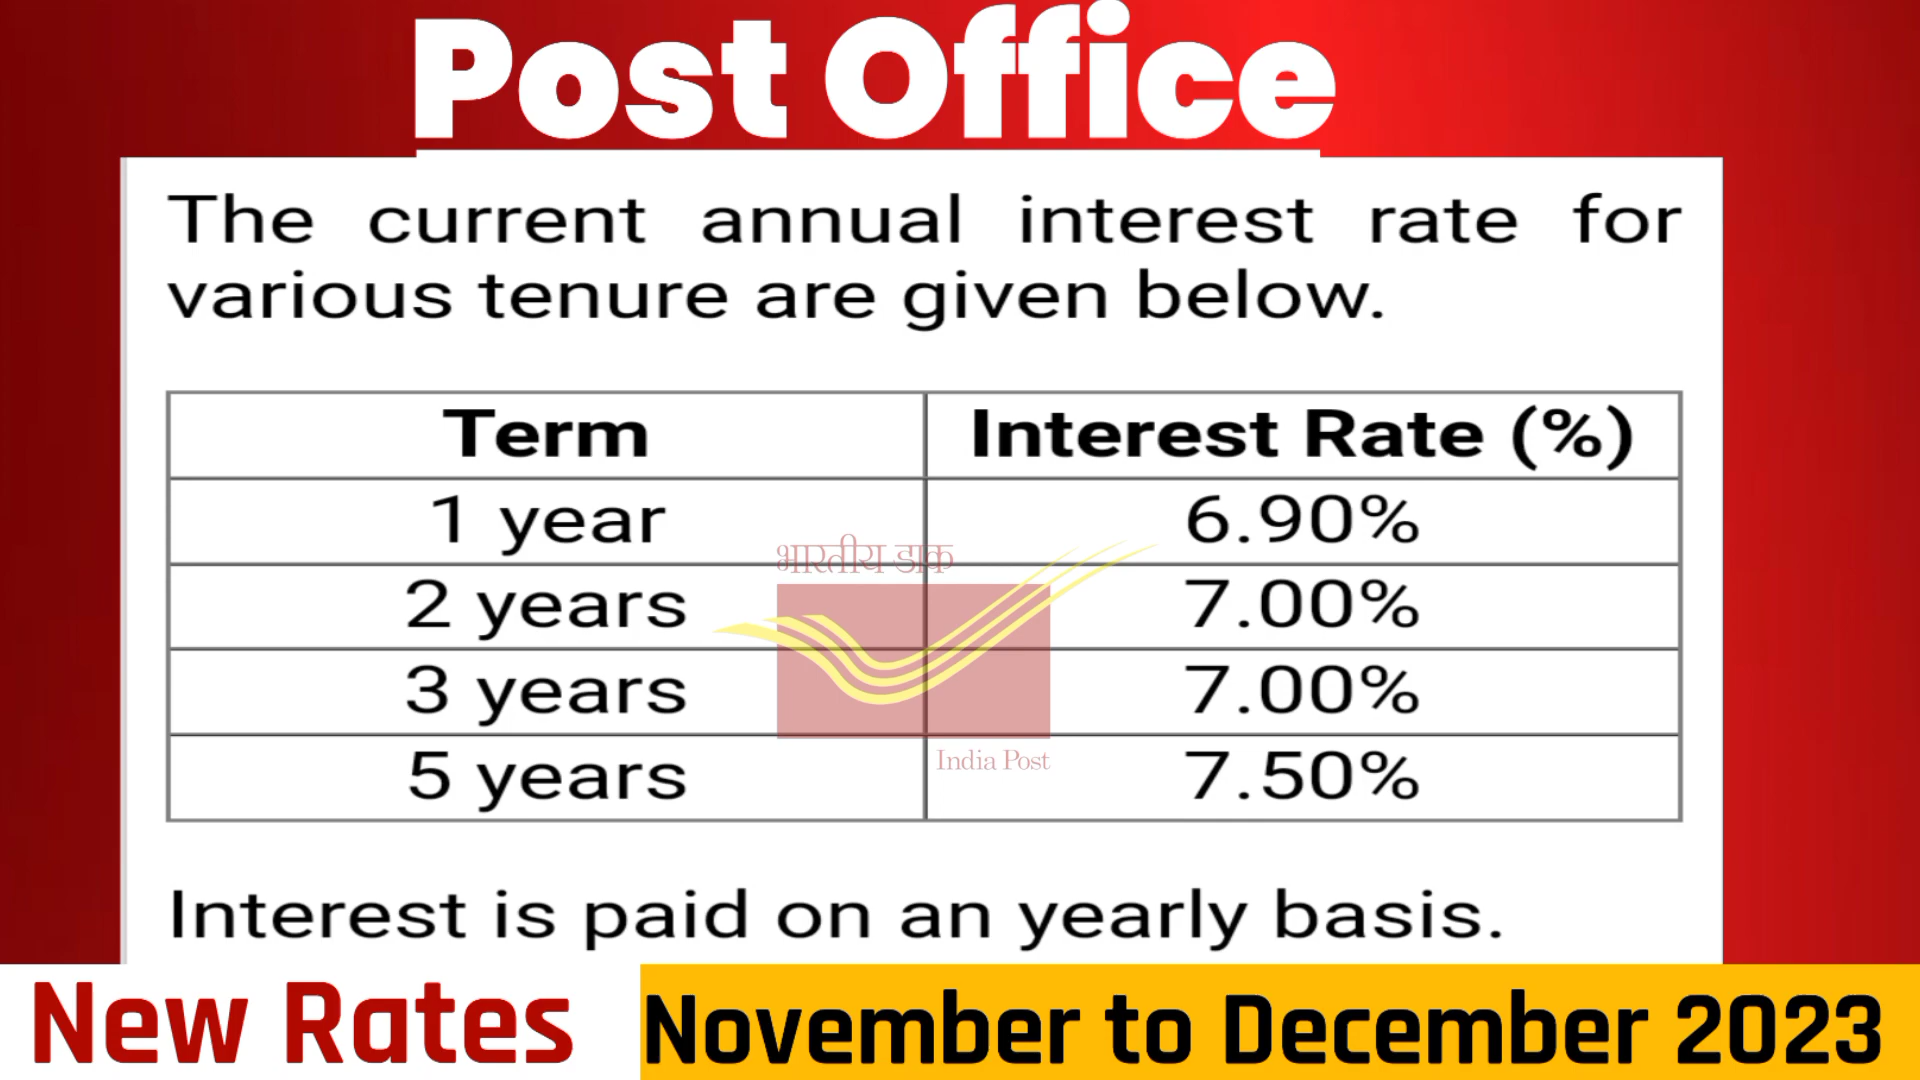 Post Office
The current annual interest rate for
various tenure are given below.
Term Interest Rate (%)
1 year 6.90%
भारतीय डाक
2 years 7.00%
3 years 7.00%
India Post
5 years 7.50%
Interest is paid on an yearly basis.
New Rates November to December 2023